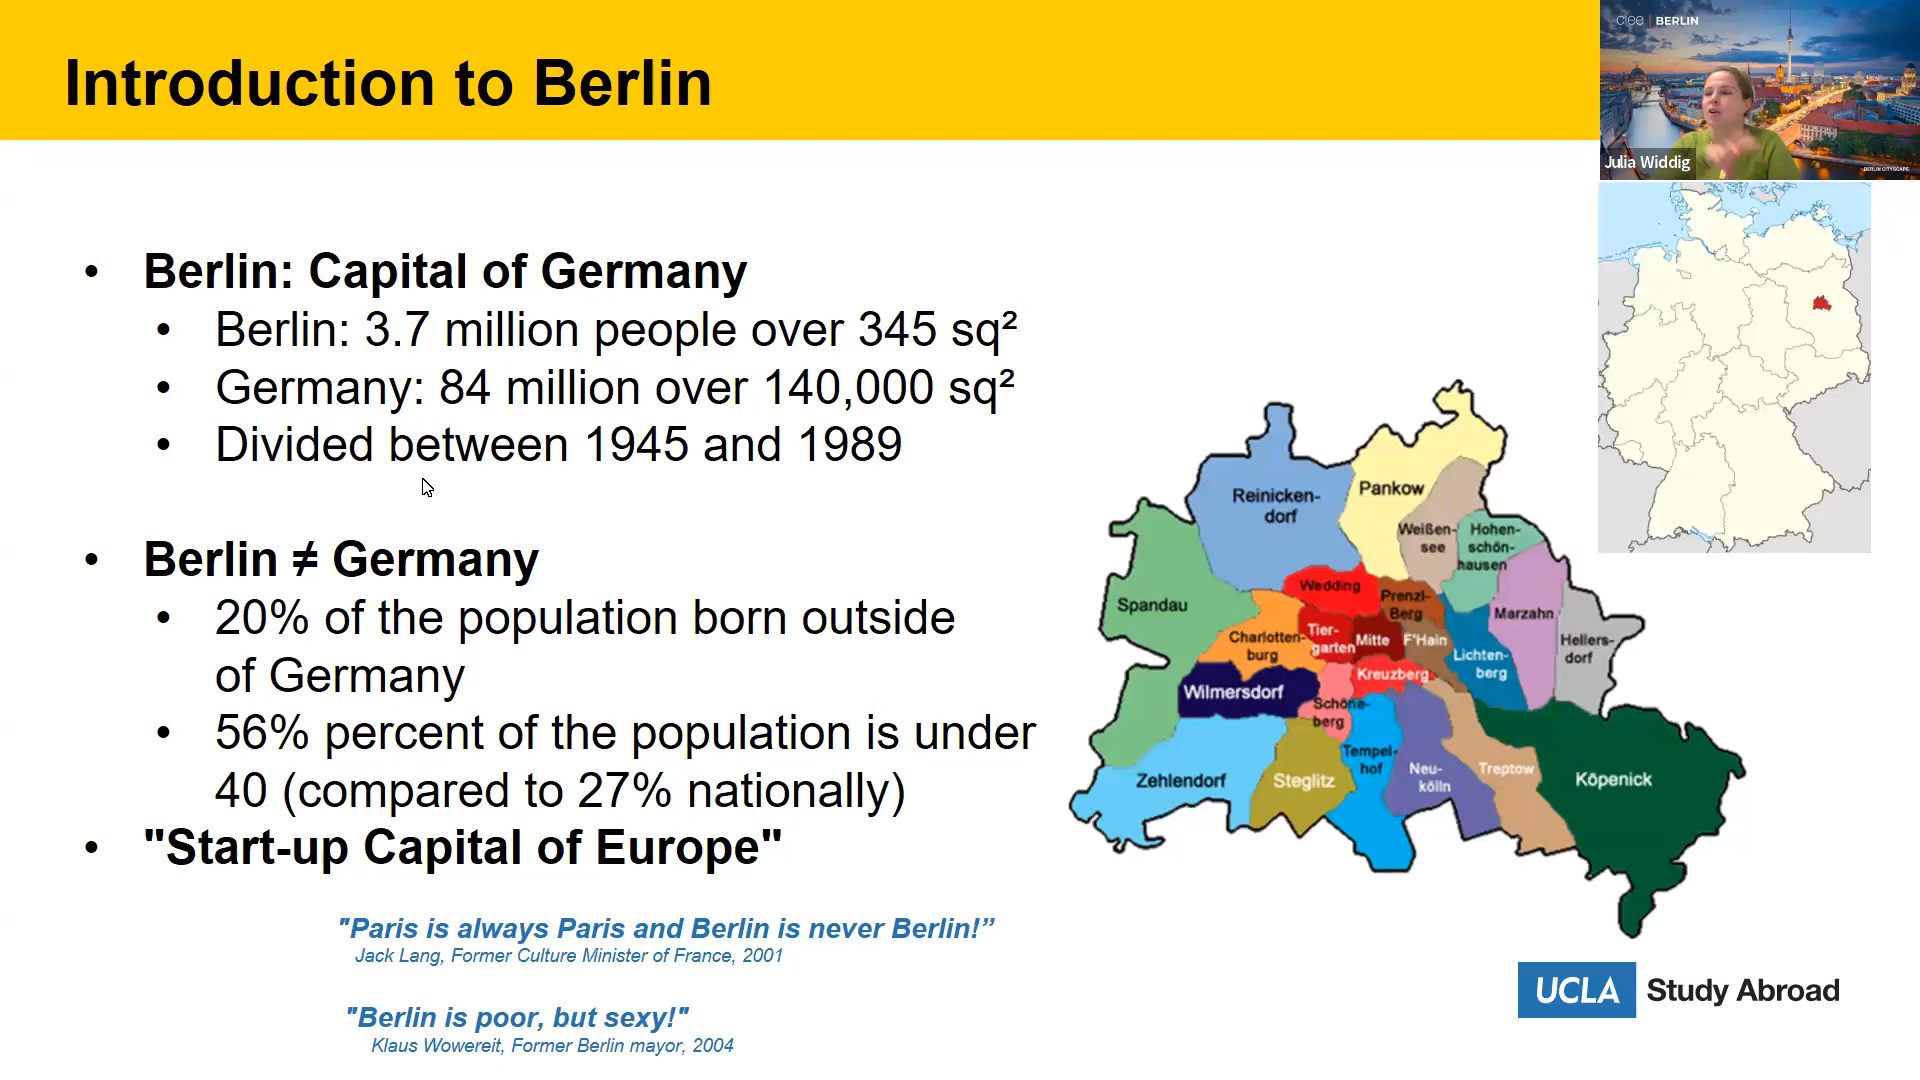 Introduction to Berlin
ciee | BERLIN
Julia Widdig
BERLIN CITYSCAPE
• Berlin: Capital of Germany
• Berlin: 3.7 million people over 345 sq²
• Germany: 84 million over 140,000 sq²
• Divided between 1945 and 1989
• Berlin ≠ Germany
• 20% of the population born outside
of Germany
• 56% percent of the population is under
40 (compared to 27% nationally)
• "Start-up Capital of Europe"
"Paris is always Paris and Berlin is never Berlin!”
Jack Lang, Former Culture Minister of France, 2001
"Berlin is poor, but sexy!"
Klaus Wowereit, Former Berlin mayor, 2004
Reinicken-
dorf
Pankow
Weißen-
see
Hohen-
schön-
hausen
Spandau
Wedding
Prenzl-
Berg
Marzahn
Hellers-
dorf
Charlotten-
burg
Tier-
garten
Mitte
F'Hain
Lichten-
berg
Wilmersdorf
Kreuzberg
Schöne-
berg
Zehlendorf
Steglitz
Tempel-
hof
Neu-
kölln
Treptow
Köpenick
UCLA Study Abroad